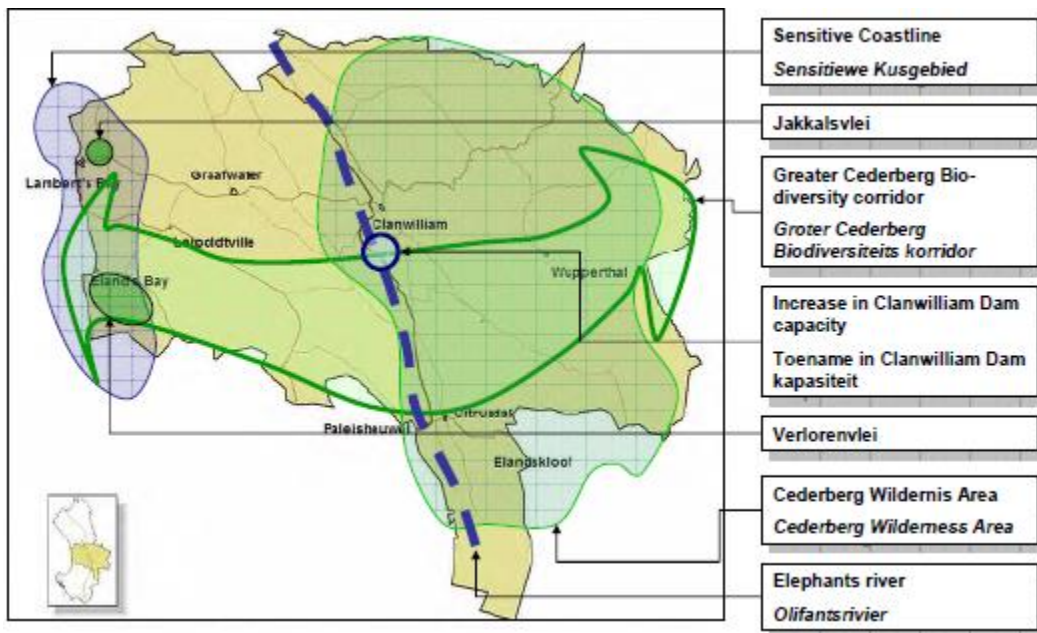 Sensitive Coastline
Sensitiewe Kusgebied
Jakkalsvlei
Greater Cederberg Bio-
diversity corridor
Groter Cederberg
Biodiversiteits korridor
Increase in Clanwilliam Dam
capacity
Toename in Clanwilliam Dam
kapasiteit
Verlorenvlei
Cederberg Wildernis Area
Cederberg Wilderness Area
Elephants river
Olifantsrivier
Lambert's Bay
Graafwater
Clanwilliam
Leipoldtville
Eland's Bay
Wupperthal
Citrusdal
Paleisheuwel
Elandskloof